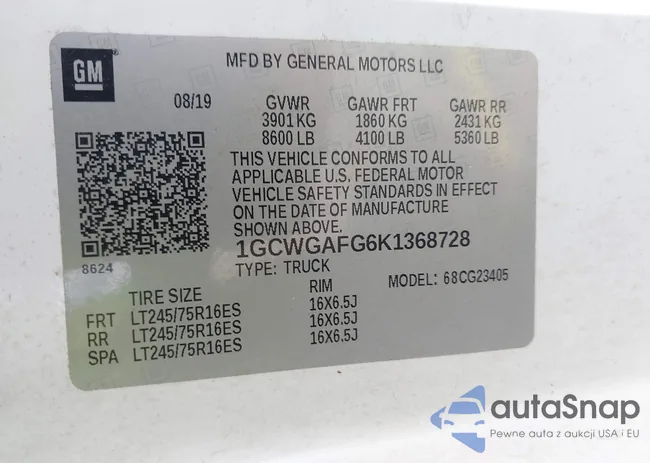 GM
MFD BY GENERAL MOTORS LLC
08/19 GVWR GAWR FRT GAWR RR
3901 KG 1860 KG 2431 KG
8600 LB 4100 LB 5360 LB
THIS VEHICLE CONFORMS TO ALL
APPLICABLE U.S. FEDERAL MOTOR
VEHICLE SAFETY STANDARDS IN EFFECT
ON THE DATE OF MANUFACTURE
SHOWN ABOVE.
1GCWGAFG6K1368728
8624 TYPE: TRUCK MODEL: 68CG23405
TIRE SIZE RIM
FRT LT245/75R16ES 16X6.5J
RR LT245/75R16ES 16X6.5J
SPA LT245/75R16ES 16X6.5J
autaSnap
Pewne auta z aukcji USA i EU